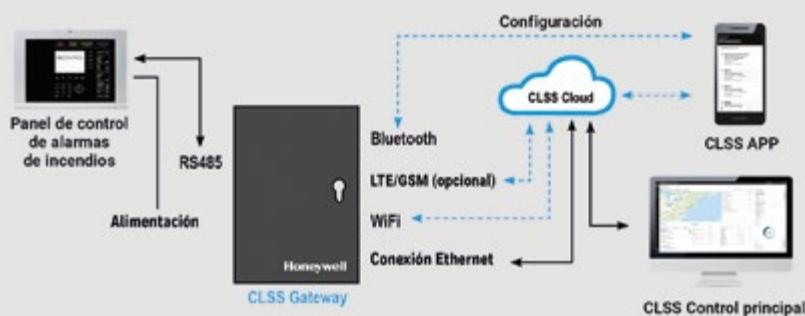 Configuración
CLSS Cloud
Panel de control
de alarmas
de incendios
RS485
Bluetooth
CLSS APP
LTE/GSM (opcional)
Alimentación
WiFi
Conexión Ethernet
Honeywell
CLSS Gateway
CLSS Control principal